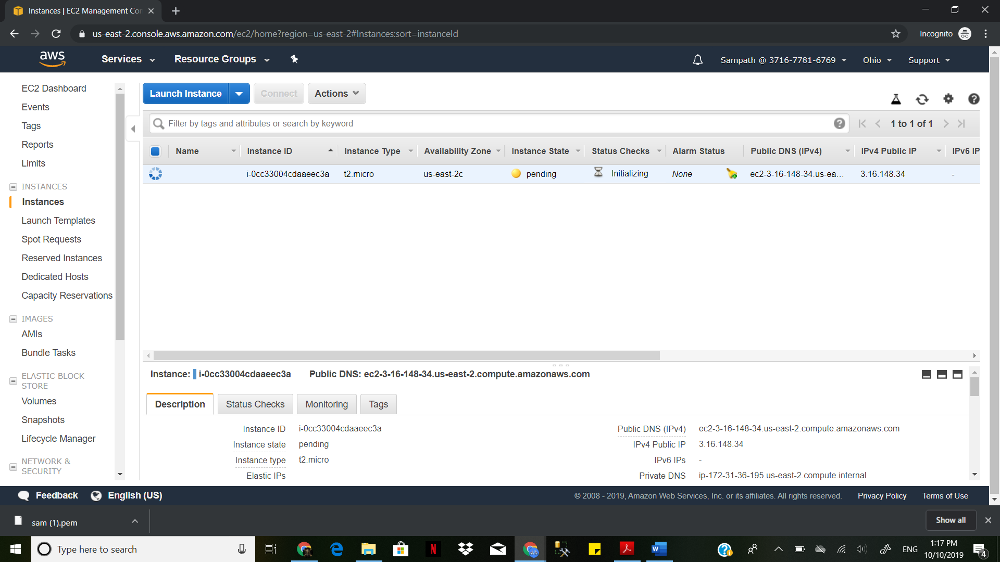 Instances | EC2 Management Con
us-east-2.console.aws.amazon.com/ec2/home?region=us-east-2#Instances:sort=instanceId
Incognito
aws
Services
Resource Groups
Sampath @ 3716-7781-6769
Ohio
Support
EC2 Dashboard
Events
Tags
Reports
Limits
INSTANCES
Instances
Launch Templates
Spot Requests
Reserved Instances
Dedicated Hosts
Capacity Reservations
IMAGES
AMIs
Bundle Tasks
ELASTIC BLOCK
STORE
Volumes
Snapshots
Lifecycle Manager
NETWORK &
SECURITY
Launch Instance
Connect
Actions
Filter by tags and attributes or search by keyword
1 to 1 of 1
Name Instance ID Instance Type Availability Zone Instance State Status Checks Alarm Status Public DNS (IPv4) IPv4 Public IP IPv6 IP
i-0cc33004cdaaeec3a t2.micro us-east-2c pending Initializing None ec2-3-16-148-34.us-ea... 3.16.148.34 -
Instance: i-0cc33004cdaaeec3a Public DNS: ec2-3-16-148-34.us-east-2.compute.amazonaws.com
Description
Status Checks
Monitoring
Tags
Instance ID i-0cc33004cdaaeec3a
Instance state pending
Instance type t2.micro
Elastic IPs
Public DNS (IPv4) ec2-3-16-148-34.us-east-2.compute.amazonaws.com
IPv4 Public IP 3.16.148.34
IPv6 IPs -
Private DNS ip-172-31-36-195.us-east-2.compute.internal
Feedback
English (US)
© 2008 - 2019, Amazon Web Services, Inc. or its affiliates. All rights reserved.
Privacy Policy
Terms of Use
sam (1).pem
Show all
Type here to search
ENG
1:17 PM
10/10/2019
4